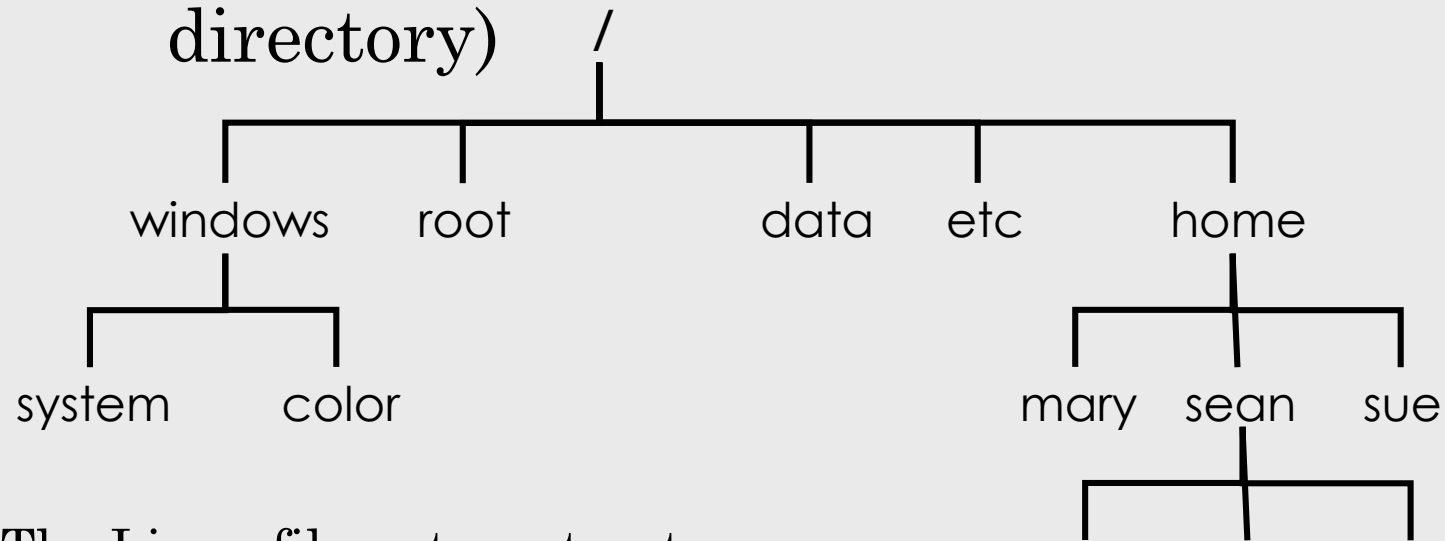 directory) /
windows root data etc home
system color mary sean sue